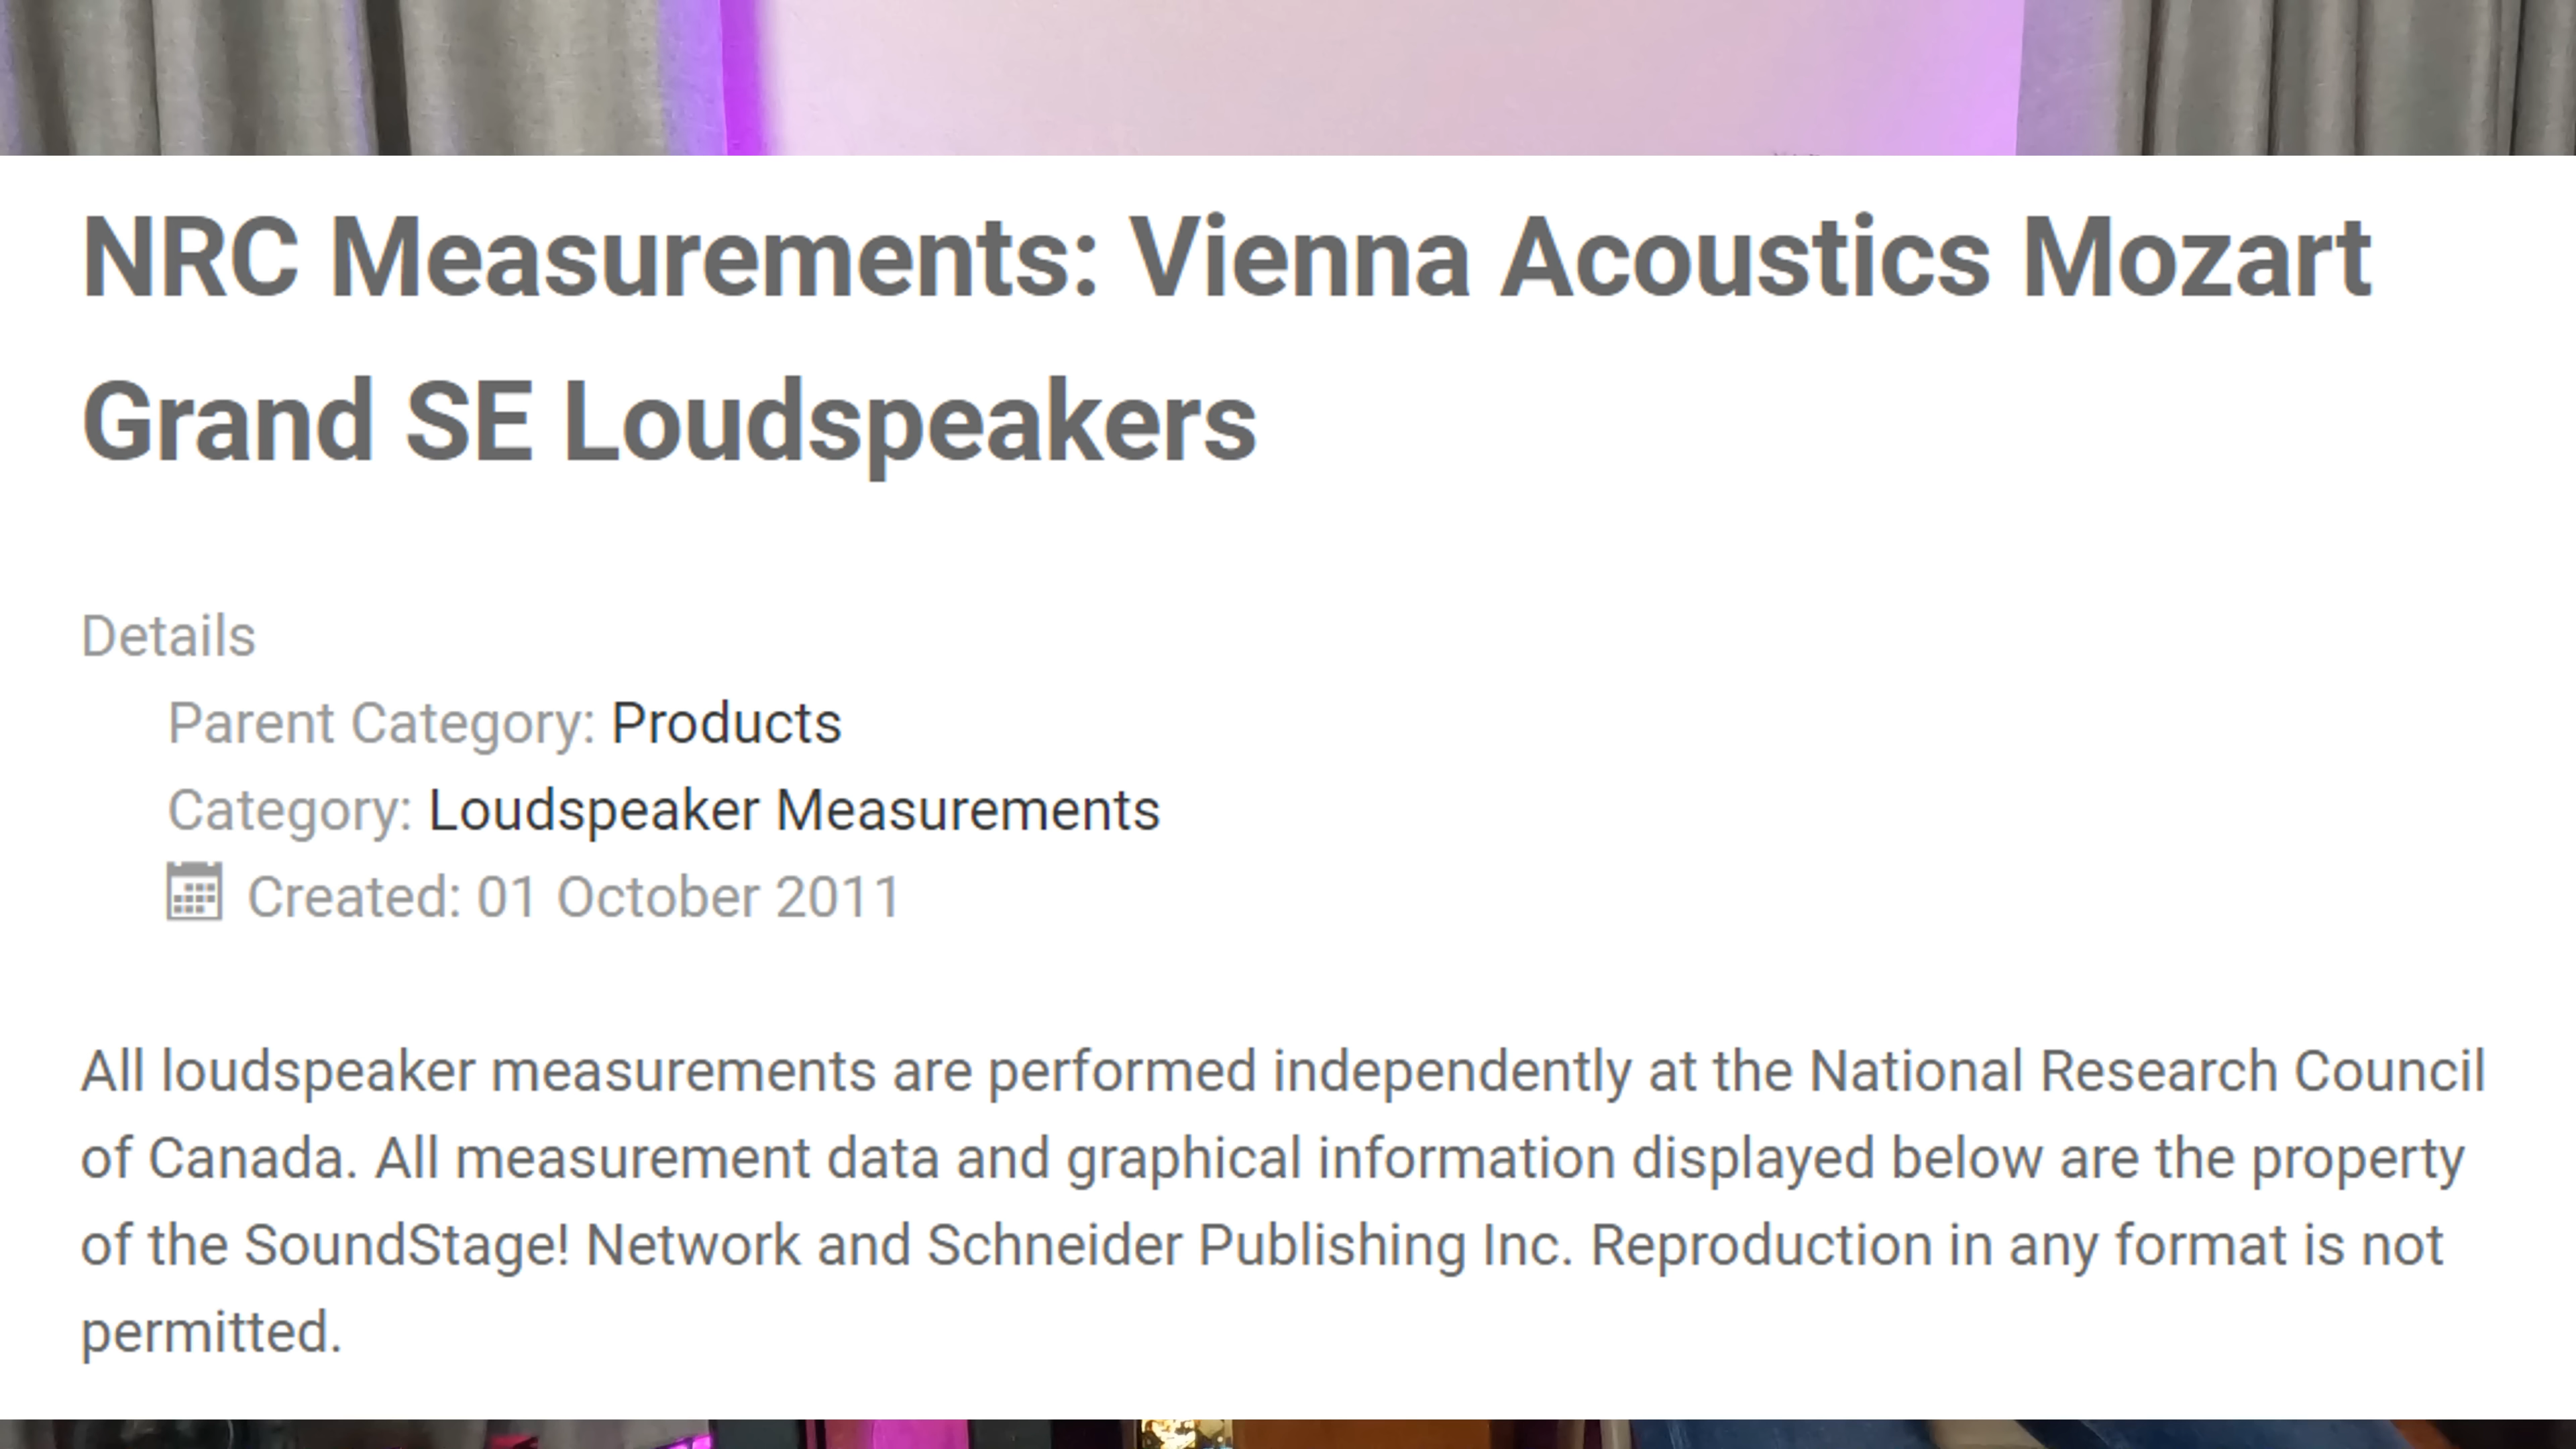 NRC Measurements: Vienna Acoustics Mozart
Grand SE Loudspeakers
Details
Parent Category: Products
Category: Loudspeaker Measurements
Created: 01 October 2011
All loudspeaker measurements are performed independently at the National Research Council
of Canada. All measurement data and graphical information displayed below are the property
of the SoundStage! Network and Schneider Publishing Inc. Reproduction in any format is not
permitted.